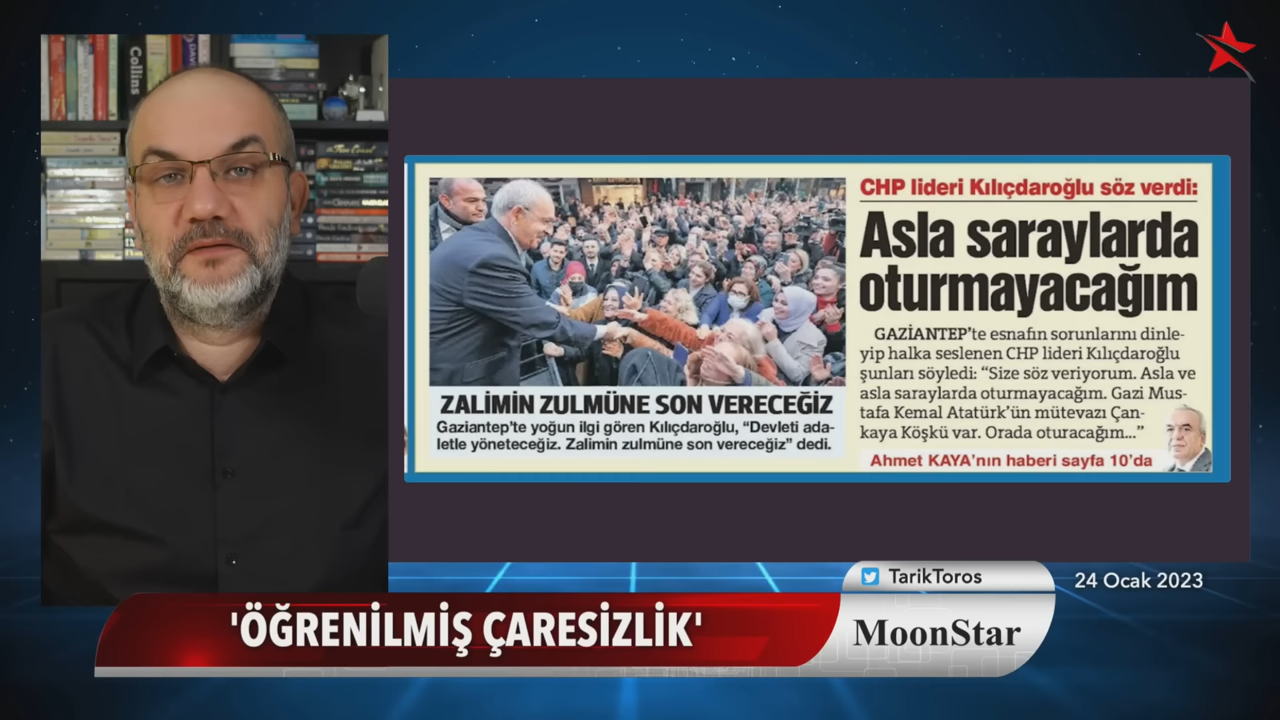 Collins
CHP lideri Kılıçdaroğlu söz verdi:
Asla saraylarda
oturmayacağım
GAZİANTEP’te esnafın sorunlarını dinle-
yip halka seslenen CHP lideri Kılıçdaroğlu
şunları söyledi: “Size söz veriyorum. Asla ve
asla saraylarda oturmayacağım. Gazi Mus-
tafa Kemal Atatürk’ün mütevazı Çan-
kaya Köşkü var. Orada oturacağım...”
Ahmet KAYA’nın haberi sayfa 10’da
ZALİMİN ZULMÜNE SON VERECEĞİZ
Gaziantep’te yoğun ilgi gören Kılıçdaroğlu, “Devleti ada-
letle yöneteceğiz. Zalimin zulmüne son vereceğiz” dedi.
TarikToros
24 Ocak 2023
'ÖĞRENİLMİŞ ÇARESİZLİK'
MoonStar